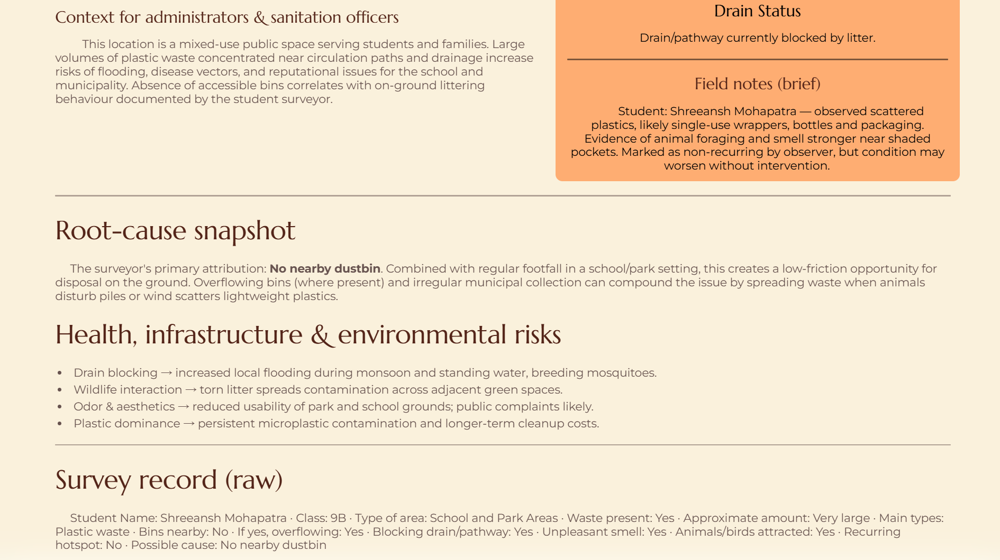 Context for administrators & sanitation officers
This location is a mixed-use public space serving students and families. Large
volumes of plastic waste concentrated near circulation paths and drainage increase
risks of flooding, disease vectors, and reputational issues for the school and
municipality. Absence of accessible bins correlates with on-ground littering
behaviour documented by the student surveyor.
Drain Status
Drain/pathway currently blocked by litter.
Field notes (brief)
Student: Shreeansh Mohapatra — observed scattered
plastics, likely single-use wrappers, bottles and packaging.
Evidence of animal foraging and smell stronger near shaded
pockets. Marked as non-recurring by observer, but condition may
worsen without intervention.
Root-cause snapshot
The surveyor's primary attribution: No nearby dustbin. Combined with regular footfall in a school/park setting, this creates a low-friction opportunity for
disposal on the ground. Overflowing bins (where present) and irregular municipal collection can compound the issue by spreading waste when animals
disturb piles or wind scatters lightweight plastics.
Health, infrastructure & environmental risks
• Drain blocking → increased local flooding during monsoon and standing water, breeding mosquitoes.
• Wildlife interaction → torn litter spreads contamination across adjacent green spaces.
• Odor & aesthetics → reduced usability of park and school grounds; public complaints likely.
• Plastic dominance → persistent microplastic contamination and longer-term cleanup costs.
Survey record (raw)
Student Name: Shreeansh Mohapatra · Class: 9B · Type of area: School and Park Areas · Waste present: Yes · Approximate amount: Very large · Main types:
Plastic waste · Bins nearby: No · If yes, overflowing: Yes · Blocking drain/pathway: Yes · Unpleasant smell: Yes · Animals/birds attracted: Yes · Recurring
hotspot: No · Possible cause: No nearby dustbin